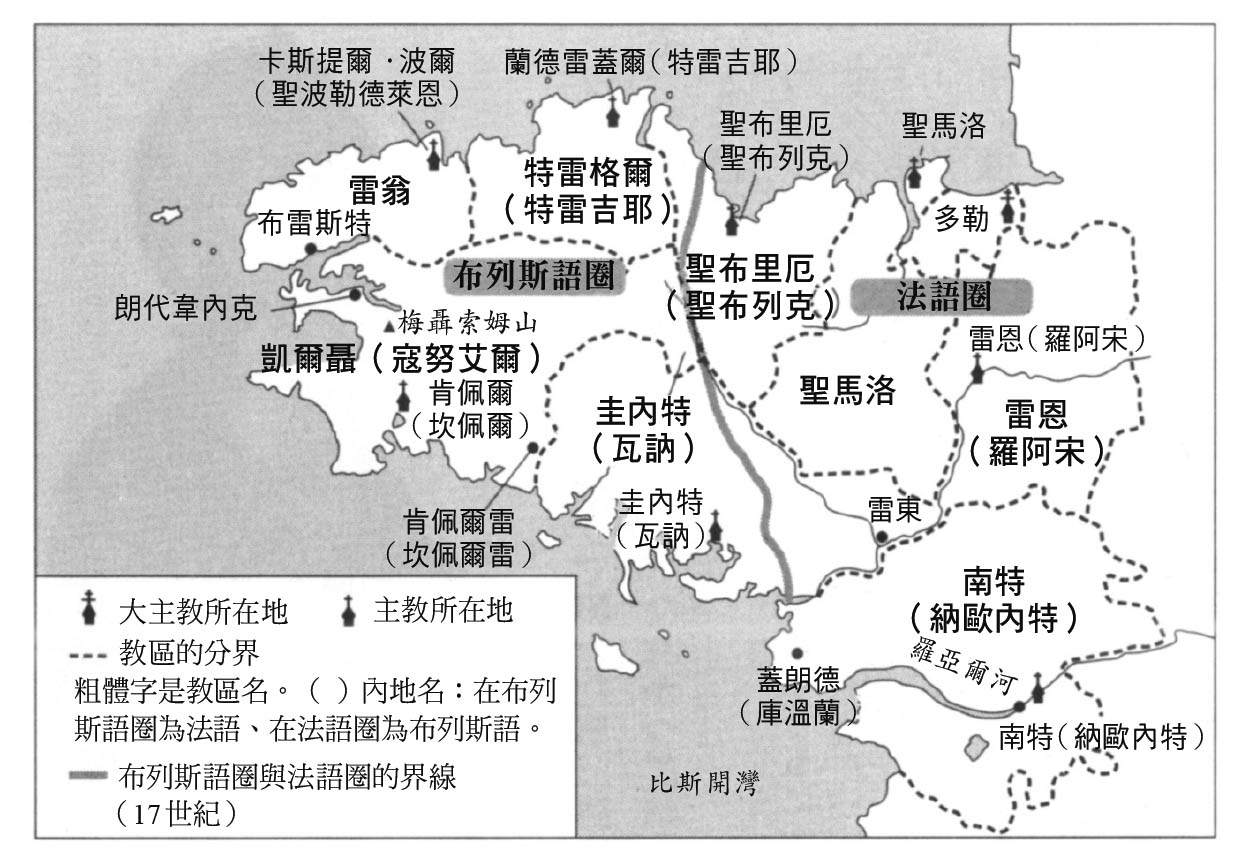 卡斯提爾·波爾
（聖波勒德萊恩）
蘭德雷蓋爾（特雷吉耶）
聖布里厄
（聖布列克）
聖馬洛
雷翁
特雷格爾
（特雷吉耶）
多勒
布雷斯特
布列斯語圈
聖布里厄
（聖布列克）
法語圈
朗代韋內克
梅聶索姆山
雷恩（羅阿宋）
凱爾聶（寇努艾爾）
肯佩爾
（坎佩爾）
圭內特
（瓦訥）
聖馬洛
雷恩
（羅阿宋）
肯佩爾雷
（坎佩爾雷）
圭內特
（瓦訥）
雷東
南特
（納歐內特）
羅亞爾河
蓋朗德
（庫溫蘭）
南特（納歐內特）
比斯開灣
大主教所在地 主教所在地
教區的分界
粗體字是教區名。（ ）內地名：在布列
斯語圈為法語、在法語圈為布列斯語。
布列斯語圈與法語圈的界線
（17世紀）